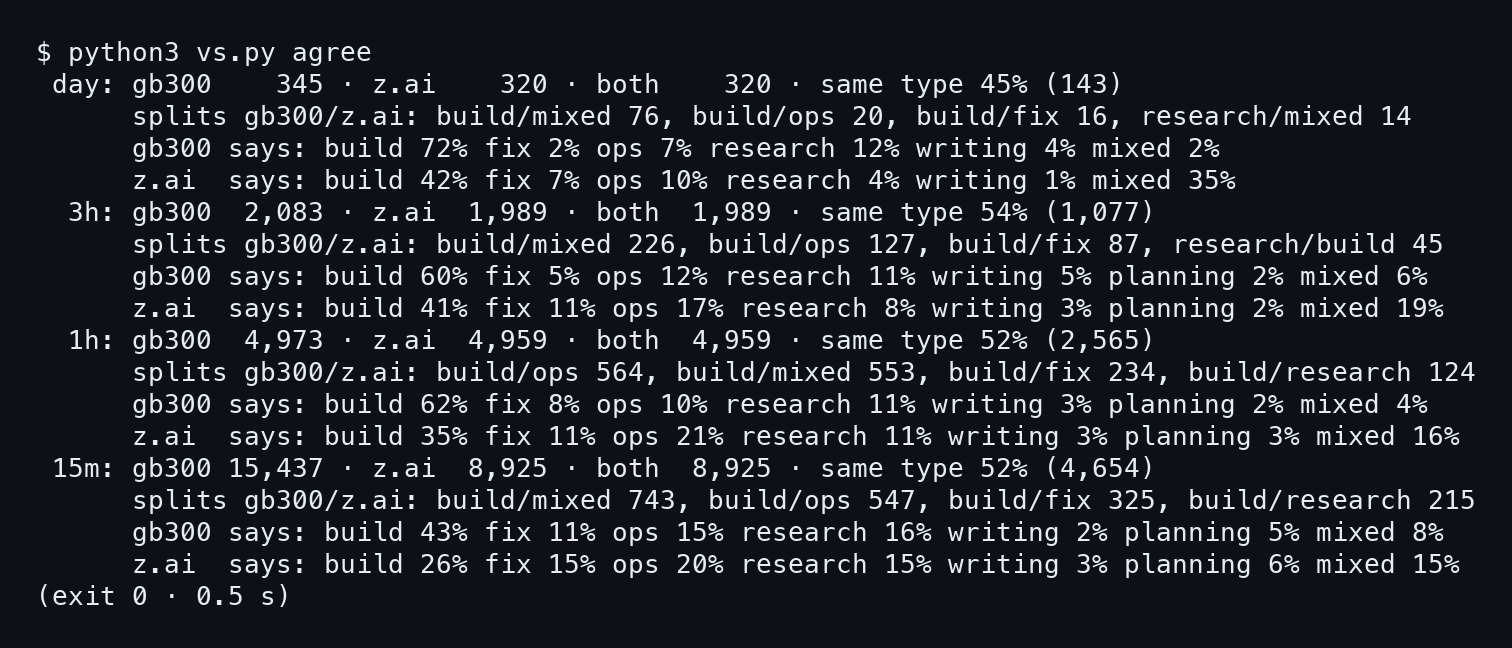 $ python3 vs.py agree
 day: gb300    345 · z.ai    320 · both    320 · same type 45% (143)
      splits gb300/z.ai: build/mixed 76, build/ops 20, build/fix 16, research/mixed 14
      gb300 says: build 72% fix 2% ops 7% research 12% writing 4% mixed 2%
      z.ai  says: build 42% fix 7% ops 10% research 4% writing 1% mixed 35%
  3h: gb300  2,083 · z.ai  1,989 · both  1,989 · same type 54% (1,077)
      splits gb300/z.ai: build/mixed 226, build/ops 127, build/fix 87, research/build 45
      gb300 says: build 60% fix 5% ops 12% research 11% writing 5% planning 2% mixed 6%
      z.ai  says: build 41% fix 11% ops 17% research 8% writing 3% planning 2% mixed 19%
  1h: gb300  4,973 · z.ai  4,959 · both  4,959 · same type 52% (2,565)
      splits gb300/z.ai: build/ops 564, build/mixed 553, build/fix 234, build/research 124
      gb300 says: build 62% fix 8% ops 10% research 11% writing 3% planning 2% mixed 4%
      z.ai  says: build 35% fix 11% ops 21% research 11% writing 3% planning 3% mixed 16%
 15m: gb300 15,437 · z.ai  8,925 · both  8,925 · same type 52% (4,654)
      splits gb300/z.ai: build/mixed 743, build/ops 547, build/fix 325, build/research 215
      gb300 says: build 43% fix 11% ops 15% research 16% writing 2% planning 5% mixed 8%
      z.ai  says: build 26% fix 15% ops 20% research 15% writing 3% planning 6% mixed 15%
(exit 0 · 0.5 s)